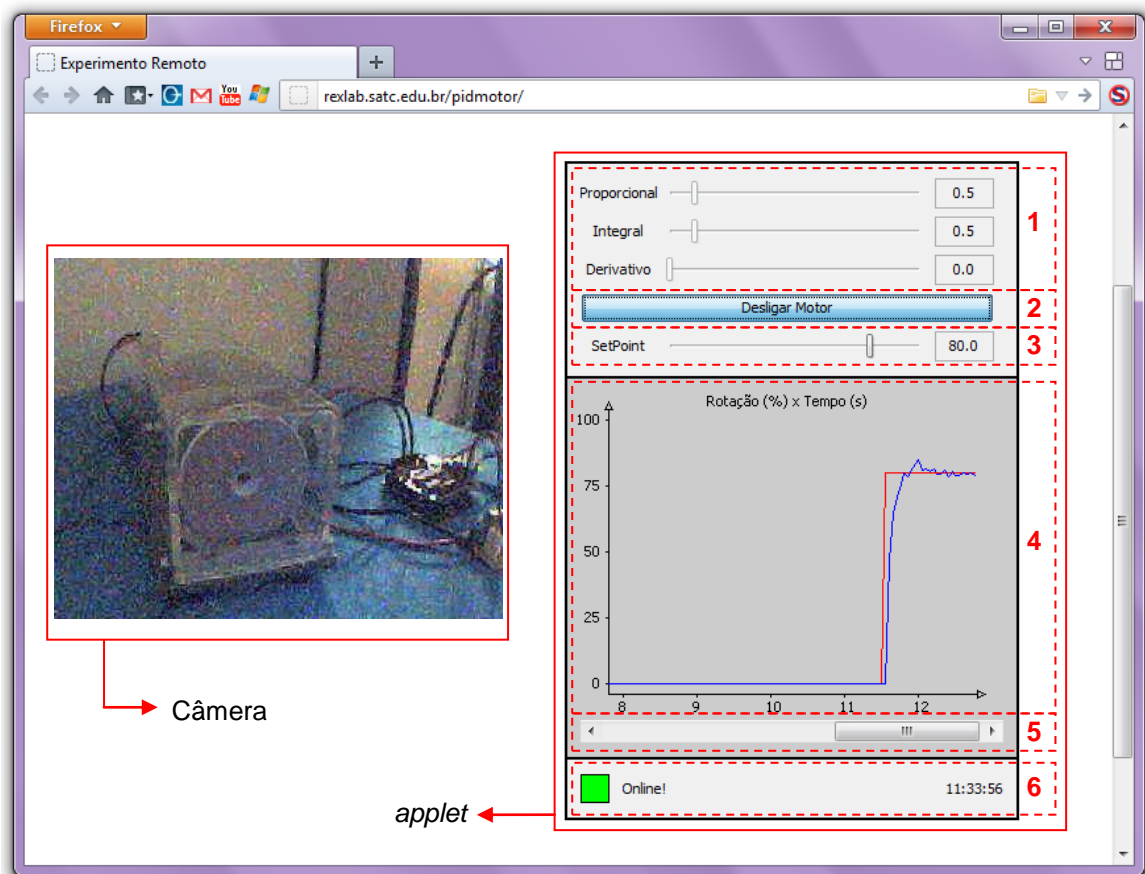 Firefox
Experimento Remoto
You Tube
rexlab.satc.edu.br/pidmotor/
Proporcional 0.5
Integral 0.5
Derivativo 0.0
1
Desligar Motor
2
SetPoint 80.0
3
Rotação (%) x Tempo (s)
100
75
50
25
0
8 9 10 11 12
4
5
Online! 11:33:56
6
Câmera
applet